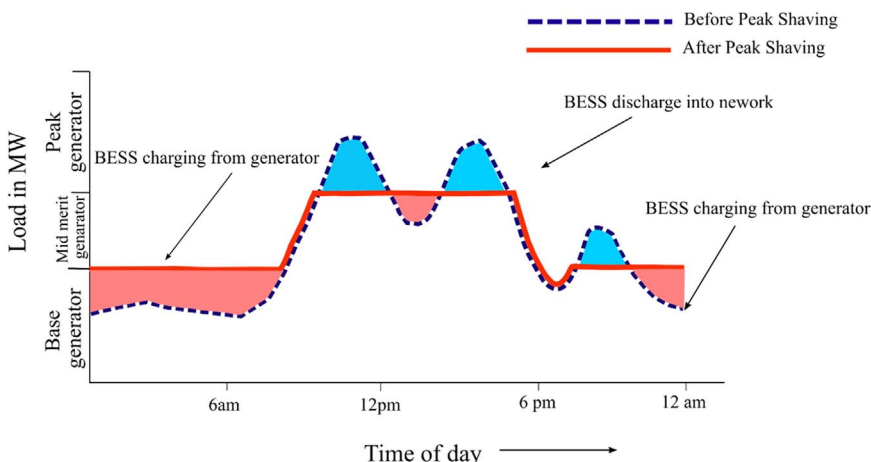 Before Peak Shaving
After Peak Shaving
BESS discharge into nework
BESS charging from generator
BESS charging from generator
Load in MW
Peak
generator
Mid merit
genarator
Base
generator
6am
12pm
6 pm
12 am
Time of day